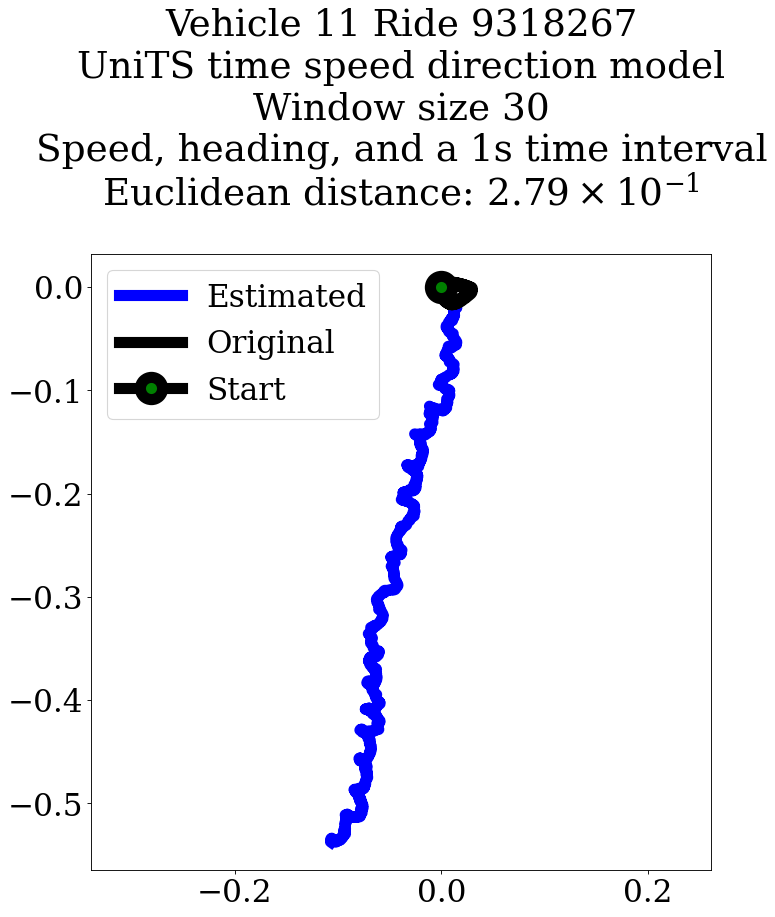 Vehicle 11 Ride 9318267
UniTS time speed direction model
Window size 30
Speed, heading, and a 1s time interval
Euclidean distance: 2.79 × 10⁻¹
Estimated
Original
Start
0.0
−0.1
−0.2
−0.3
−0.4
−0.5
−0.2
0.0
0.2